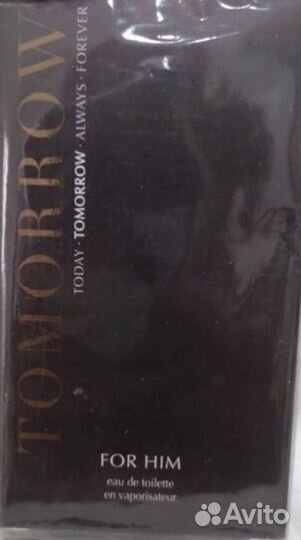 TOMORROW
TODAY · TOMORROW · ALWAYS · FOREVER
FOR HIM
eau de toilette
en vaporisateur
Avito